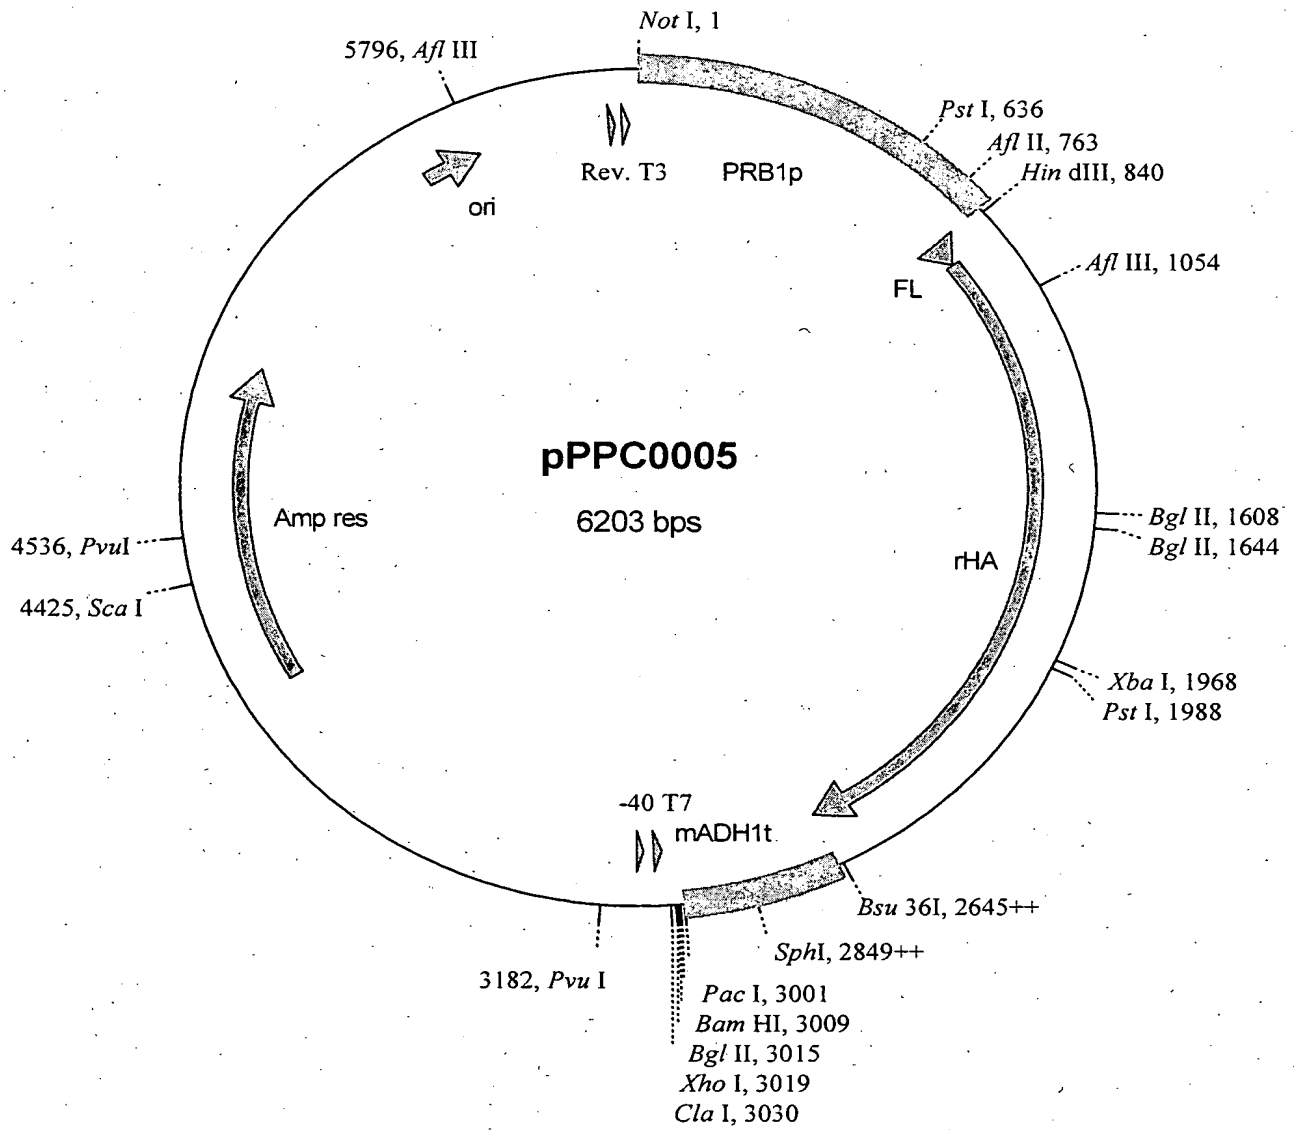 Not I, 1
5796, Afl III
Pst I, 636
Afl II, 763
Hin dIII, 840
Rev. T3
PRB1p
ori
Afl III, 1054
FL
pPPC0005
6203 bps
Amp res
rHA
Bgl II, 1608
Bgl II, 1644
4536, PvuI
4425, Sca I
Xba I, 1968
Pst I, 1988
-40 T7
mADH1t
Bsu 36I, 2645++
SphI, 2849++
3182, Pvu I
Pac I, 3001
Bam HI, 3009
Bgl II, 3015
Xho I, 3019
Cla I, 3030